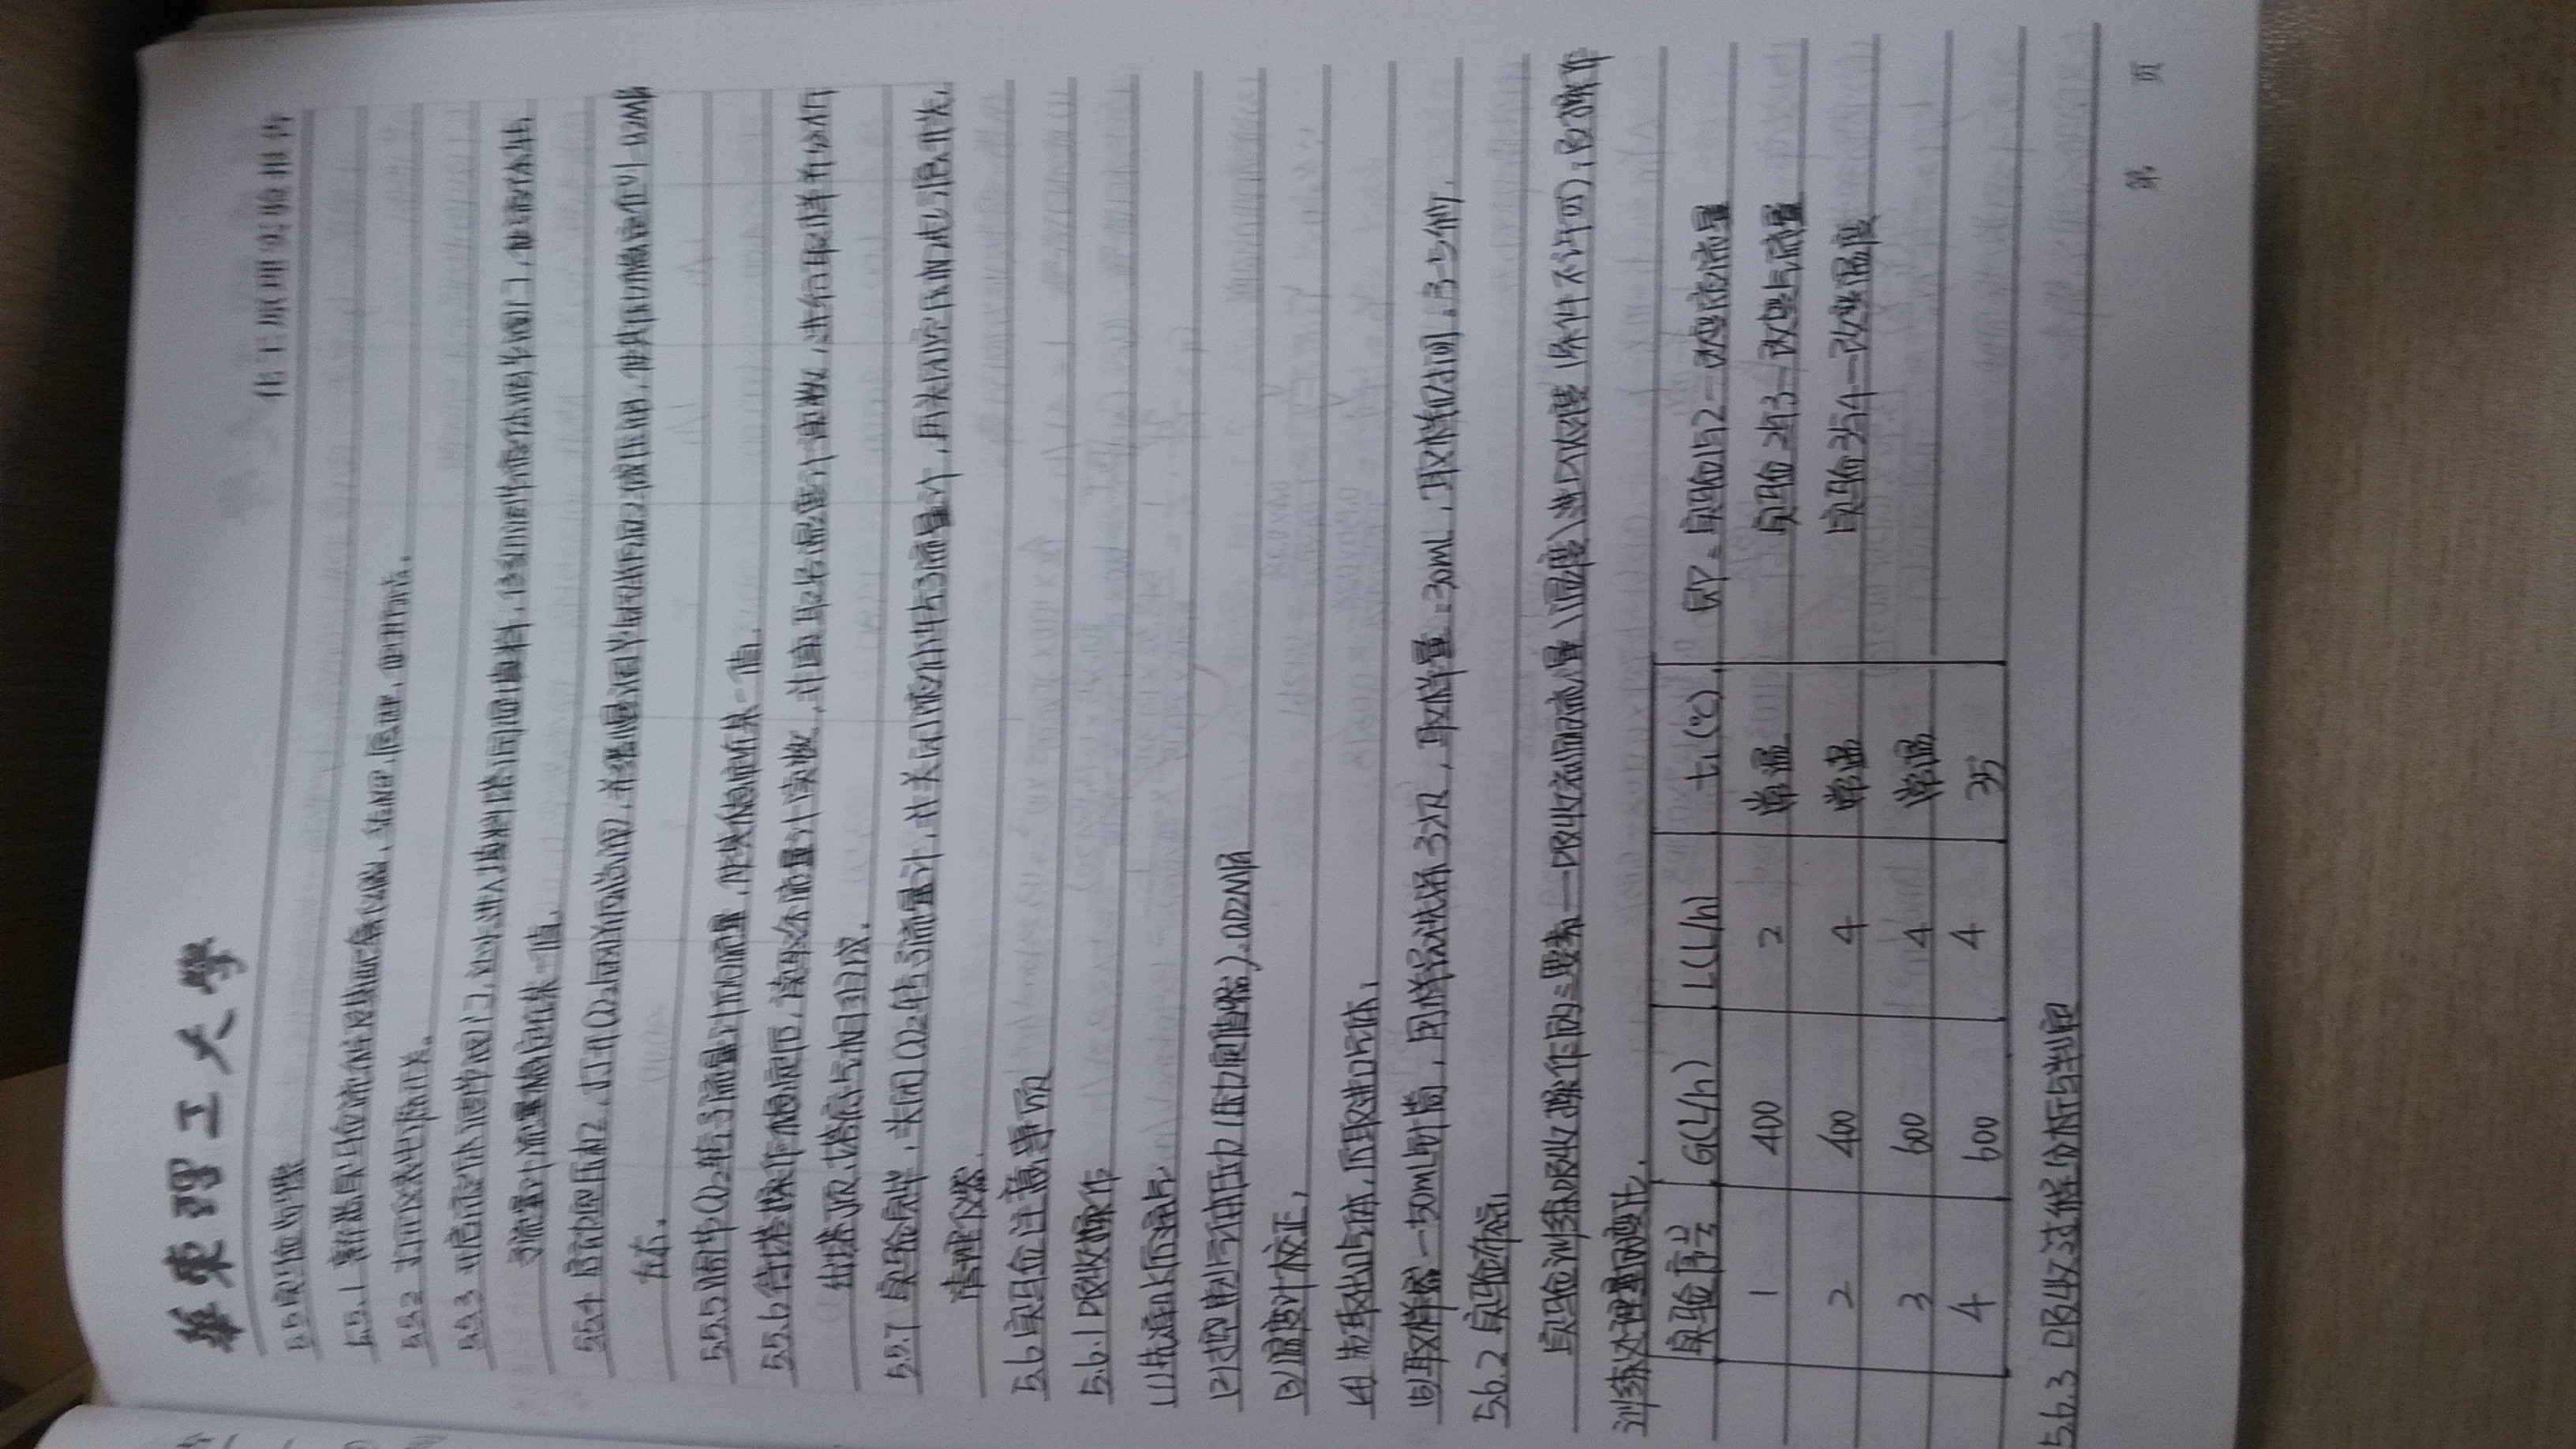 華東理工大學
化工原理实验报告
5.5实验步骤
5.5.1 熟悉实验流程及其配套仪器、结构、原理、使用方法。
5.5.2 打开仪表电源开关。
5.5.3 开启液体调节阀门,让水进入填料塔润湿填料,仔细调节液体调节阀门,使液体转
子流量计流量稳定在某一值。
5.5.4 启动空压机,打开CO₂钢瓶总阀,并缓慢调节钢瓶减压阀,使其压力稳定在0.1-0.2MPa
左右。
5.5.5调节CO₂转子流量计的流量,使其稳定在某一值。
5.5.6待塔操作稳定后,读取各流量计读数,并读取各温度计读数,进行取样并分析
出塔顶、塔底气相组成。
5.5.7 实验完毕,关闭CO₂转子流量计,并关闭液体转子流量计,再关闭空压机电源开关,
清理仪器.
5.6实验注意事项
5.6.1吸收操作
(1)先灌水后通气
(2)控制气体压力(压力定值器):0.02MPa
(3)温度计校正;
(4) 先取出口气体,后取进口气体;
(5)取样器—50mL针筒,用样品洗涤3次,取样量:30mL,取样时间:3-5分钟.
5.6.2 实验布点
实验训练吸收操作的三要素——吸收剂的流量\温度\进口浓度(条件不许可),及操作
训练处理量的变化.
实验序号 G(L/h) L(L/h) t₁(℃) 即:实验1与2—改变液流量
1 400 2 常温 实验2与3—改变气流量
2 400 4 常温 实验3与4—改变温度
3 600 4 常温
4 600 4 35
5.6.3 吸收过程分析与判定
第 页